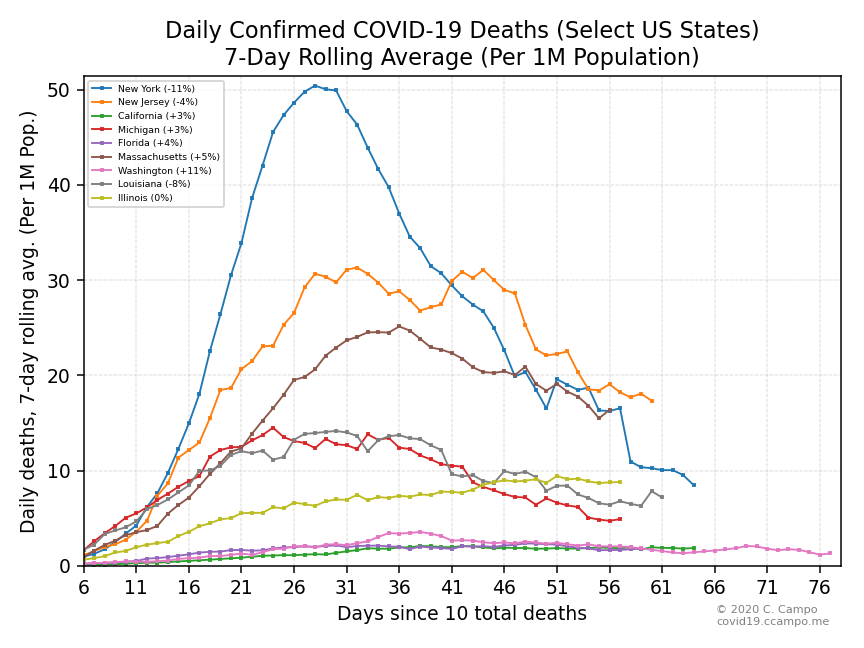 Daily Confirmed COVID-19 Deaths (Select US States)
7-Day Rolling Average (Per 1M Population)
Daily deaths, 7-day rolling avg. (Per 1M Pop.)
50
40
30
20
10
0
New York (-11%)
New Jersey (-4%)
California (+3%)
Michigan (+3%)
Florida (+4%)
Massachusetts (+5%)
Washington (+11%)
Louisiana (-8%)
Illinois (0%)
6 11 16 21 26 31 36 41 46 51 56 61 66 71 76
Days since 10 total deaths
© 2020 C. Campo
covid19.ccampo.me